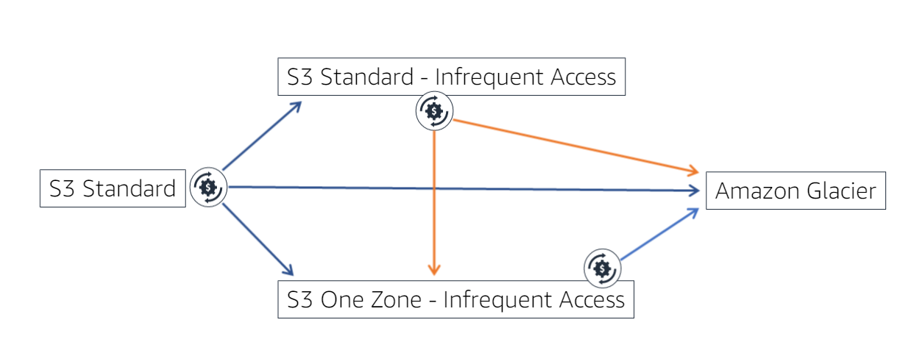 S3 Standard - Infrequent Access
S3 Standard
Amazon Glacier
S3 One Zone - Infrequent Access